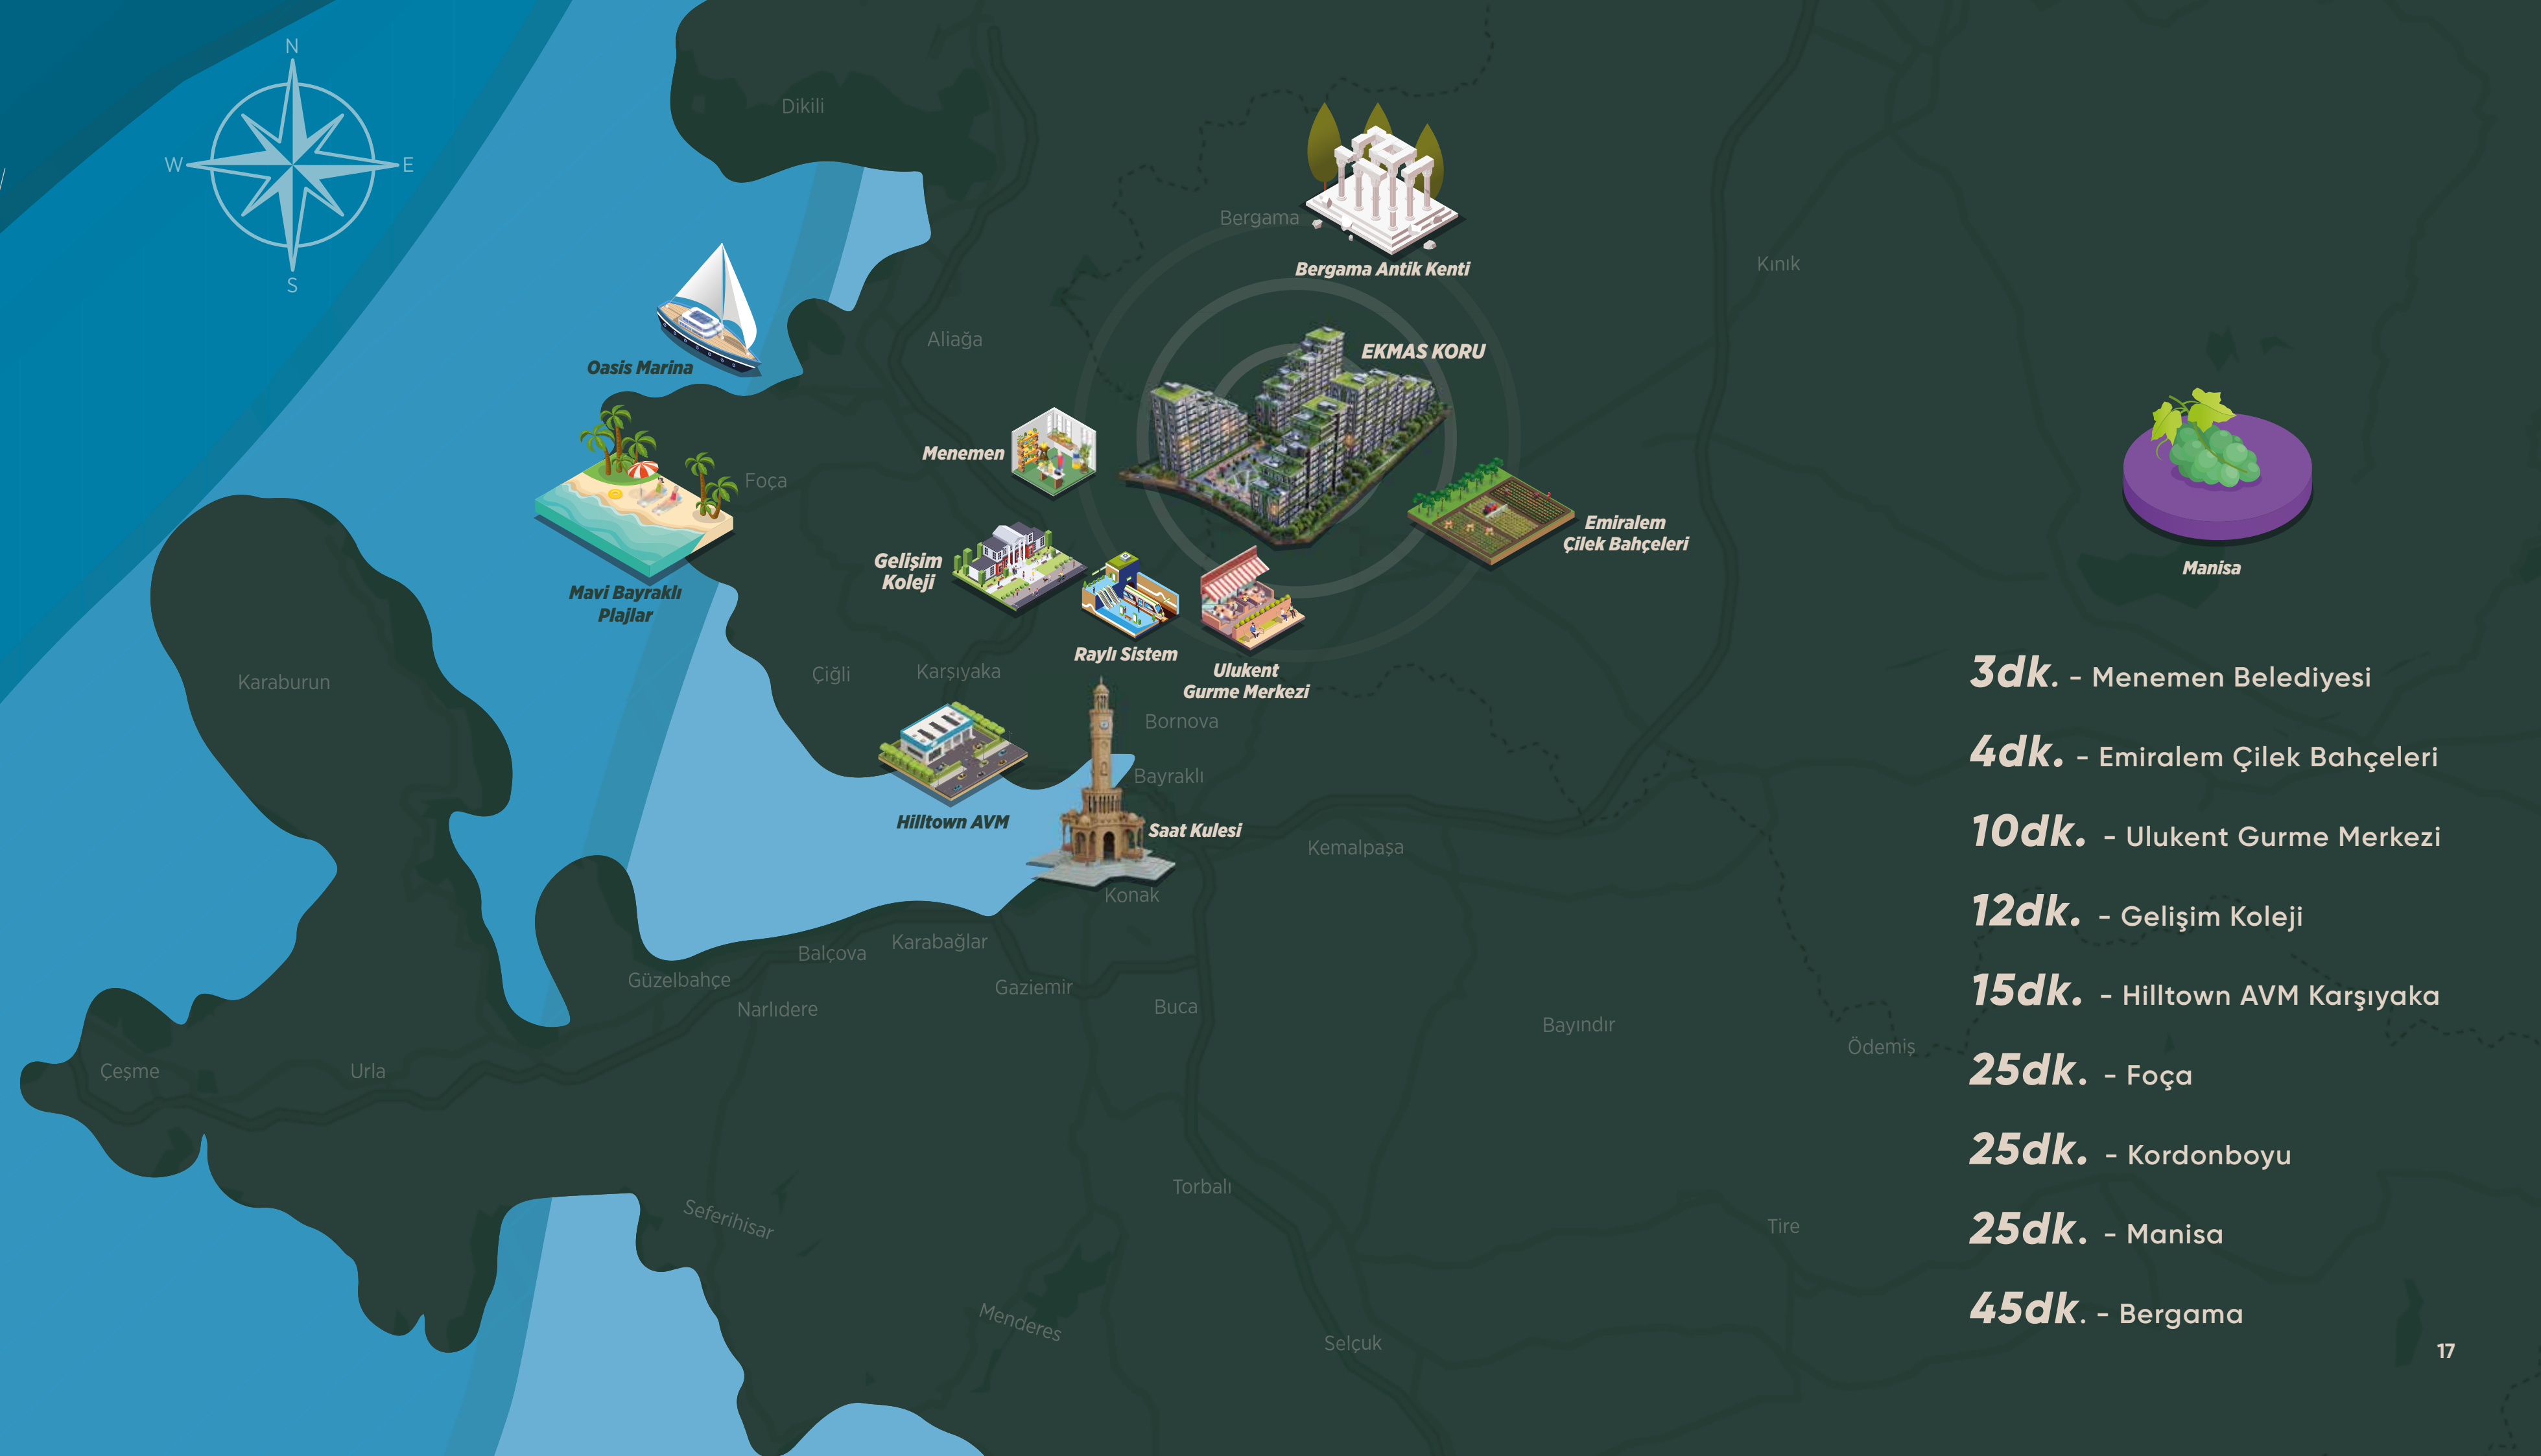 N
W
E
S
Dikili
Bergama
Bergama Antik Kenti
Kınık
Oasis Marina
Aliağa
EKMAS KORU
Menemen
Foça
Emiralem
Çilek Bahçeleri
Gelişim
Koleji
Manisa
Mavi Bayraklı
Plajlar
Raylı Sistem
Ulukent
Gurme Merkezi
Karaburun
Çiğli
Karşıyaka
Bornova
Bayraklı
Hilltown AVM
Saat Kulesi
Kemalpaşa
Konak
Karabağlar
Balçova
Güzelbahçe
Gaziemir
Narlıdere
Buca
Bayındır
Ödemiş
Çeşme
Urla
Torbalı
Seferihisar
Tire
Menderes
Selçuk
3dk. - Menemen Belediyesi
4dk. - Emiralem Çilek Bahçeleri
10dk. - Ulukent Gurme Merkezi
12dk. - Gelişim Koleji
15dk. - Hilltown AVM Karşıyaka
25dk. - Foça
25dk. - Kordonboyu
25dk. - Manisa
45dk. - Bergama
17